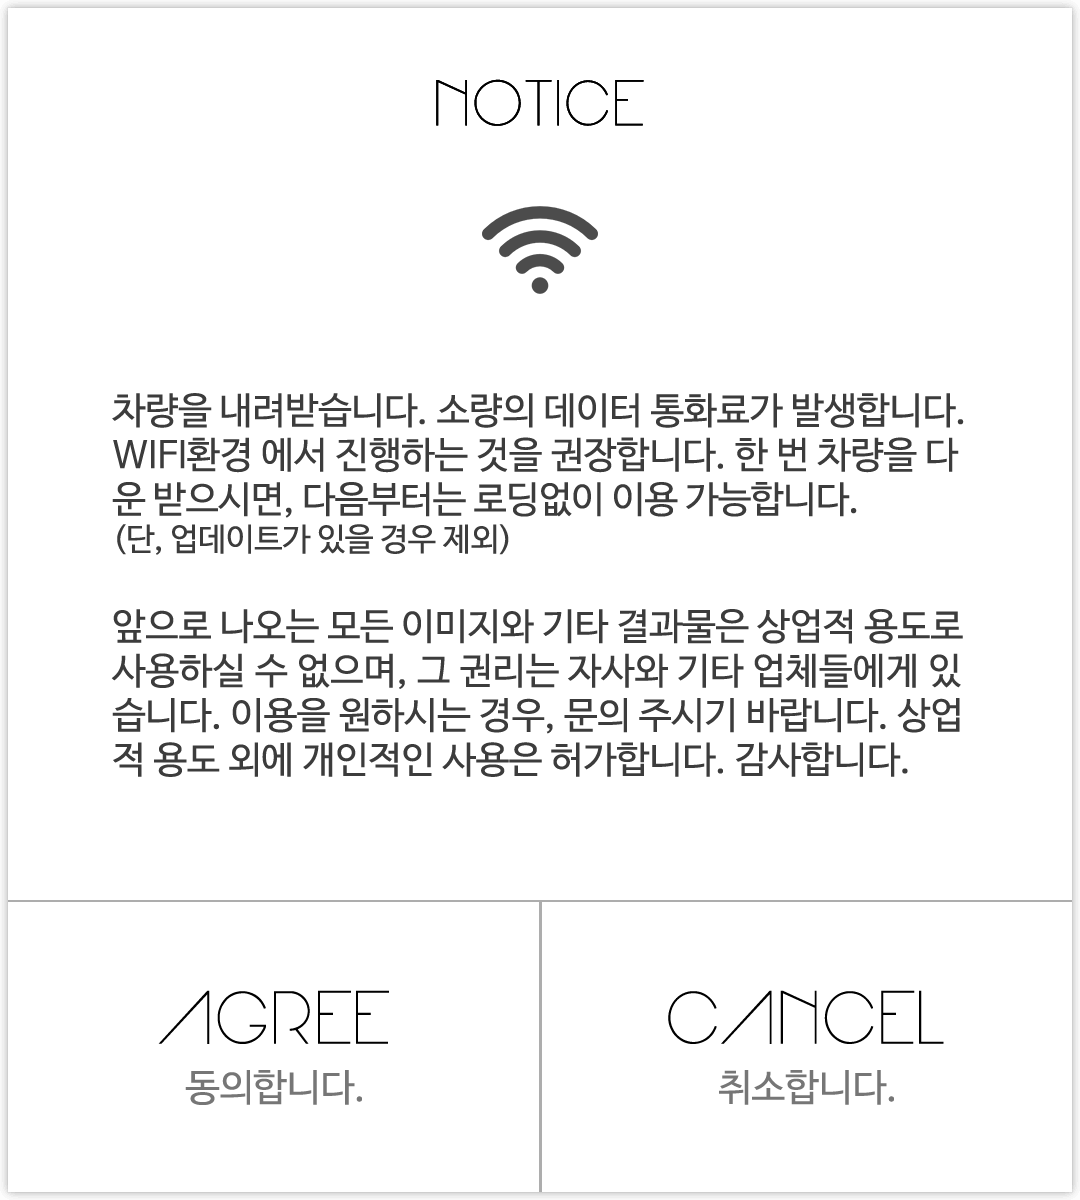 NOTICE
차량을 내려받습니다. 소량의 데이터 통화료가 발생합니다.
WIFI환경 에서 진행하는 것을 권장합니다. 한 번 차량을 다
운 받으시면, 다음부터는 로딩없이 이용 가능합니다.
(단, 업데이트가 있을 경우 제외)
앞으로 나오는 모든 이미지와 기타 결과물은 상업적 용도로
사용하실 수 없으며, 그 권리는 자사와 기타 업체들에게 있
습니다. 이용을 원하시는 경우, 문의 주시기 바랍니다. 상업
적 용도 외에 개인적인 사용은 허가합니다. 감사합니다.
AGREE
동의합니다.
CANCEL
취소합니다.